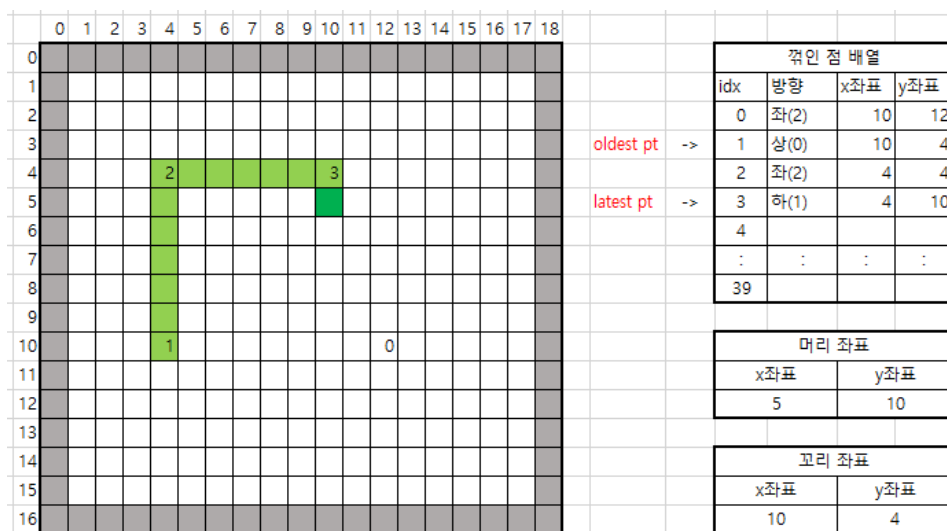 0 1 2 3 4 5 6 7 8 9 10 11 12 13 14 15 16 17 18
0 꺾인 점 배열
1 idx 방향 x좌표 y좌표
2 0 좌(2) 10 12
3 oldest pt -> 1 상(0) 10 4
4 2 3 2 좌(2) 4 4
5 latest pt -> 3 하(1) 4 10
6 4
7 : : : :
8 39
9
10 1 0 머리 좌표
11 x좌표 y좌표
12 5 10
13
14 꼬리 좌표
15 x좌표 y좌표
16 10 4